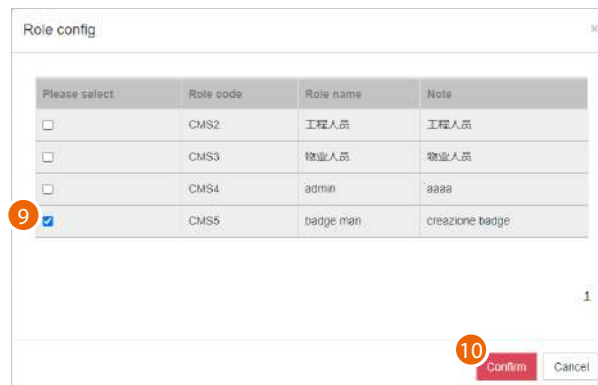 Role config
Please select Role code Role name Note
CMS2 工程人员 工程人员
CMS3 物业人员 物业人员
CMS4 admin aaaa
9 CMS5 badge man creazione badge
1
10
Confirm Cancel